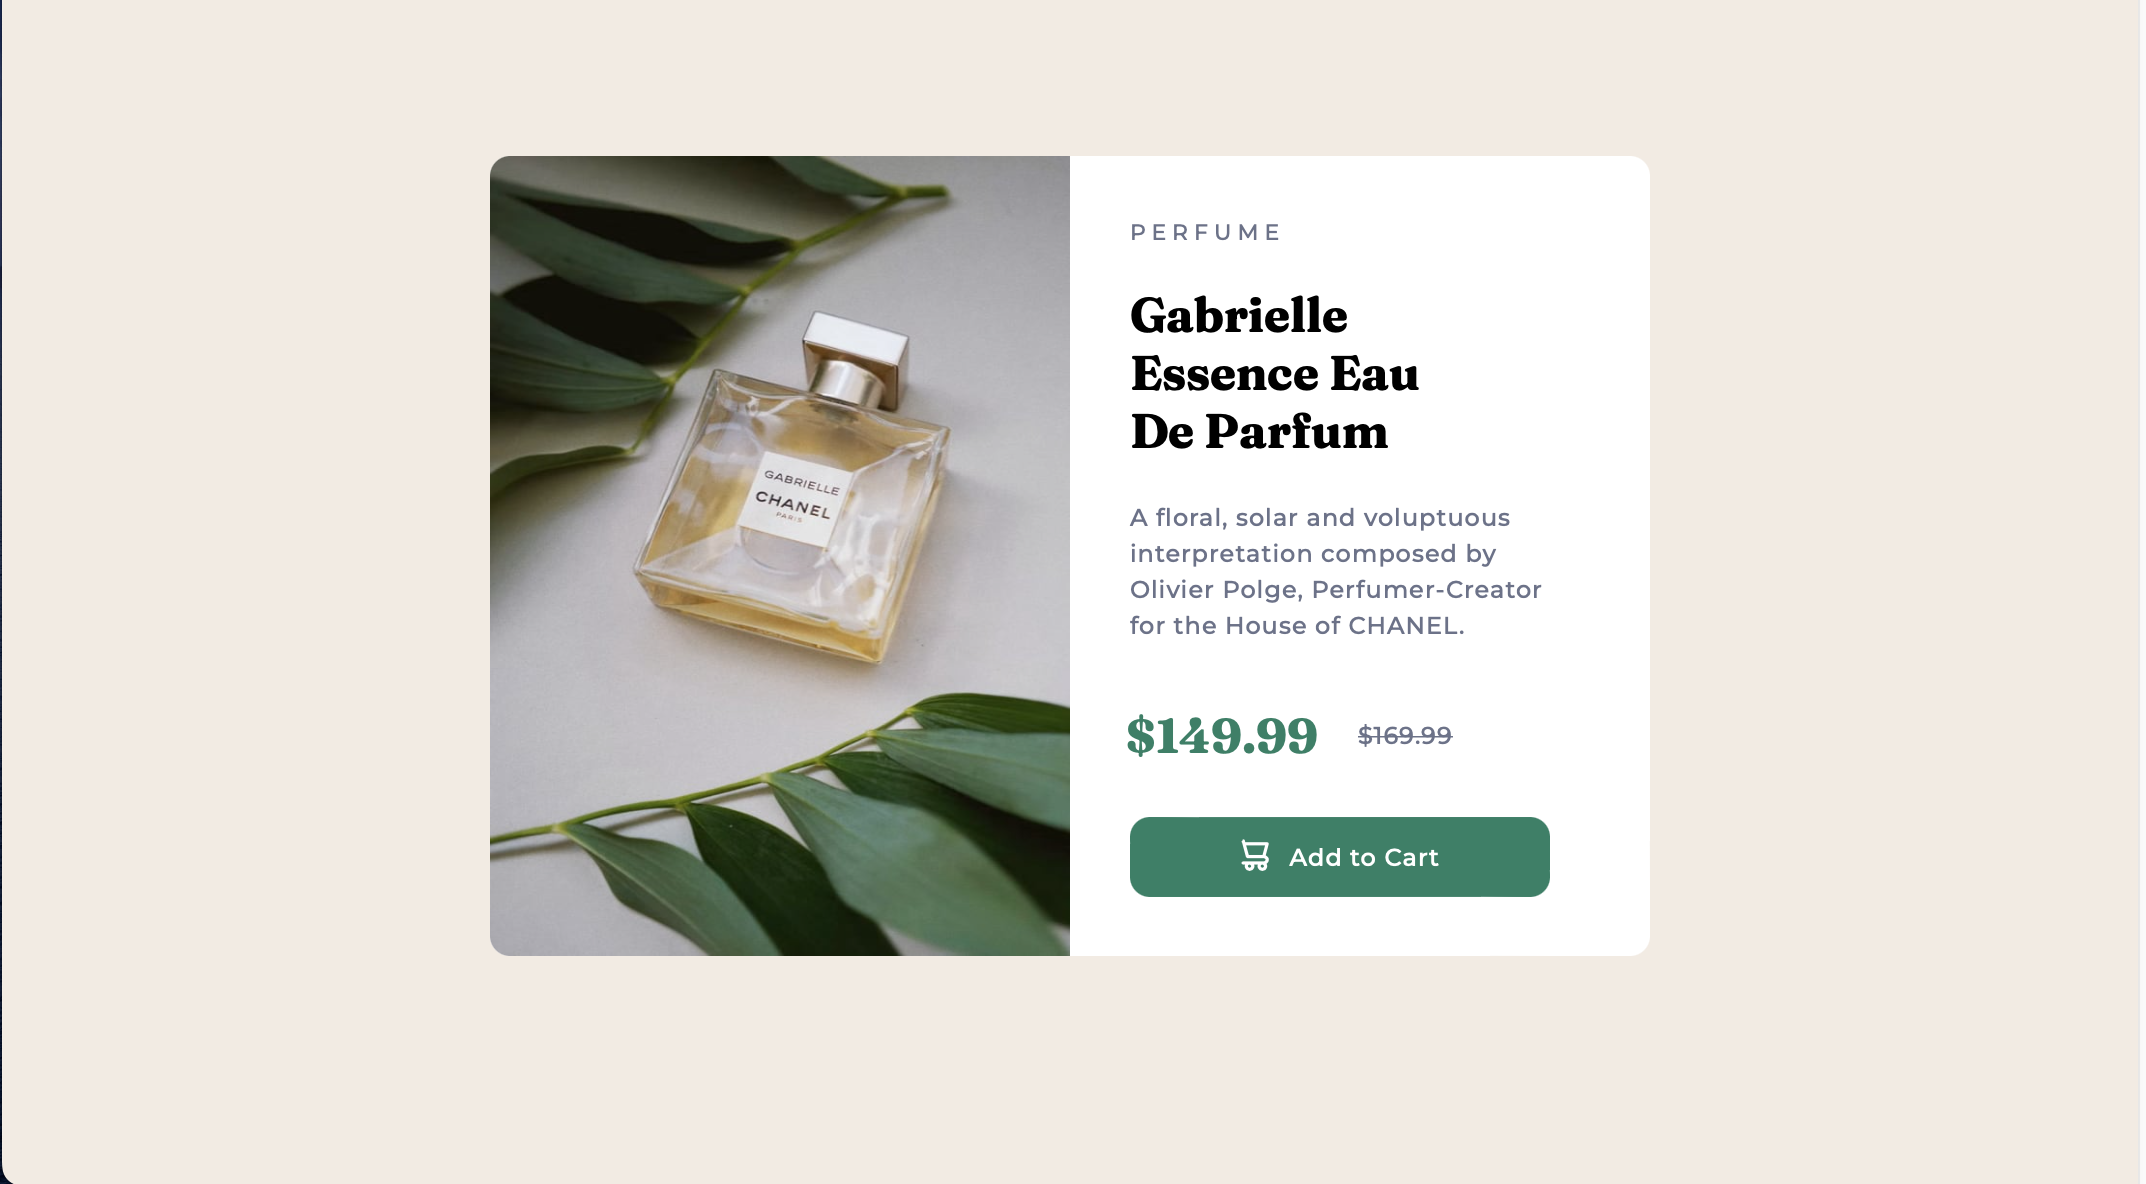 GABRIELLE
CHANEL
PARIS
PERFUME
Gabrielle
Essence Eau
De Parfum
A floral, solar and voluptuous
interpretation composed by
Olivier Polge, Perfumer-Creator
for the House of CHANEL.
$149.99 $169.99
Add to Cart